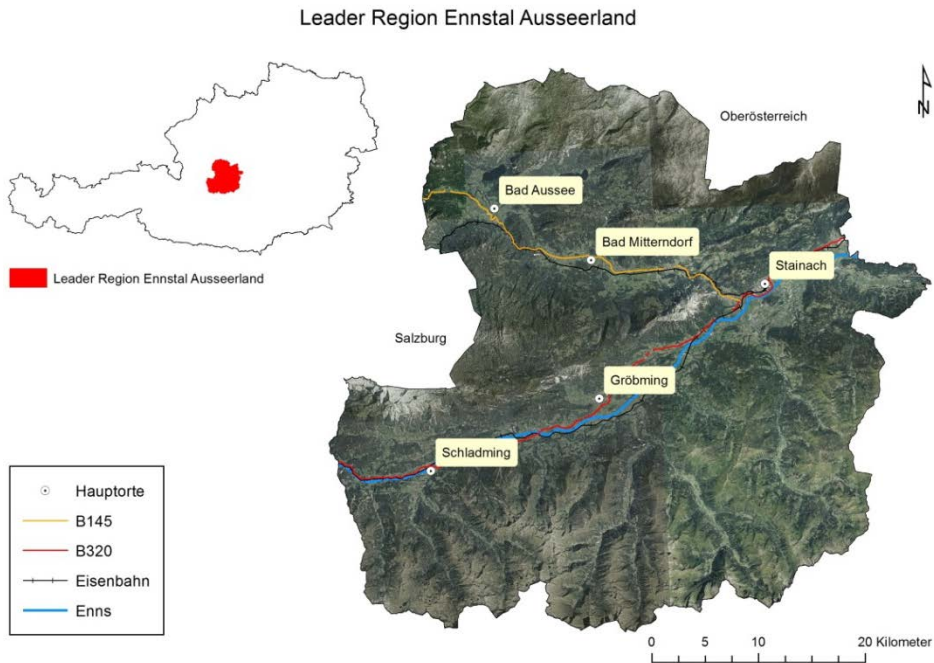 Leader Region Ennstal Ausseerland
N
Oberösterreich
Bad Aussee
Bad Mitterndorf
Stainach
Leader Region Ennstal Ausseerland
Salzburg
Gröbming
Schladming
Hauptorte
B145
B320
Eisenbahn
Enns
0 5 10 20 Kilometer